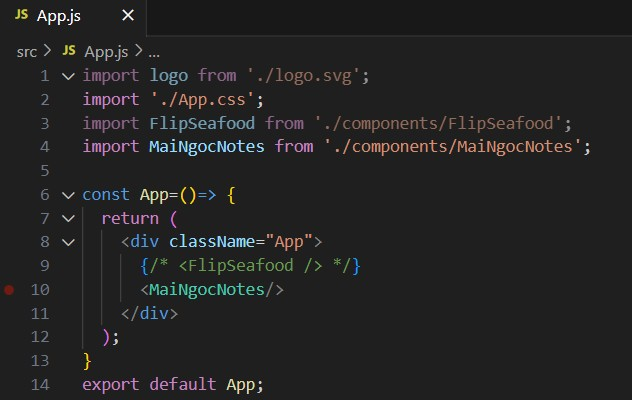 JS App.js ×
src > JS App.js > ...
1 import logo from './logo.svg';
2 import './App.css';
3 import FlipSeafood from './components/FlipSeafood';
4 import MaiNgocNotes from './components/MaiNgocNotes';
5
6 const App=()=> {
7 return (
8 <div className="App">
9 {/* <FlipSeafood /> */}
10 <MaiNgocNotes/>
11 </div>
12 );
13 }
14 export default App;